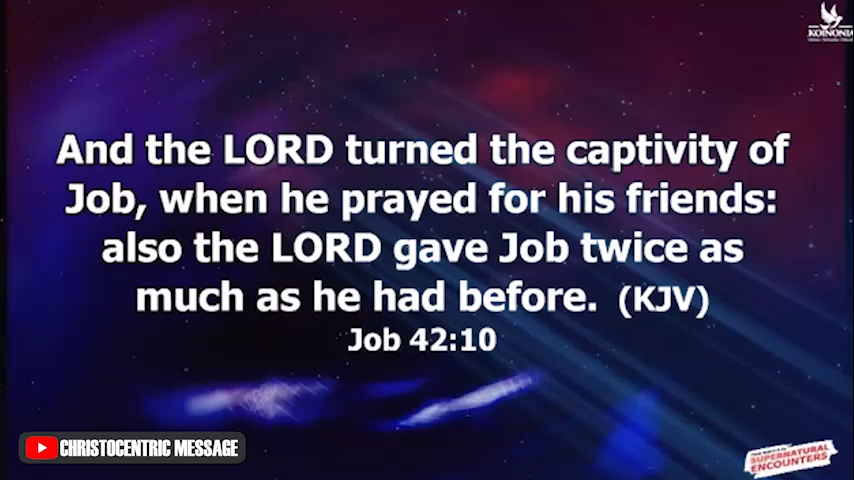 KOINONIA
And the LORD turned the captivity of
Job, when he prayed for his friends:
also the LORD gave Job twice as
much as he had before. (KJV)
Job 42:10
CHRISTOCENTRIC MESSAGE
SUPERNATURAL
ENCOUNTERS